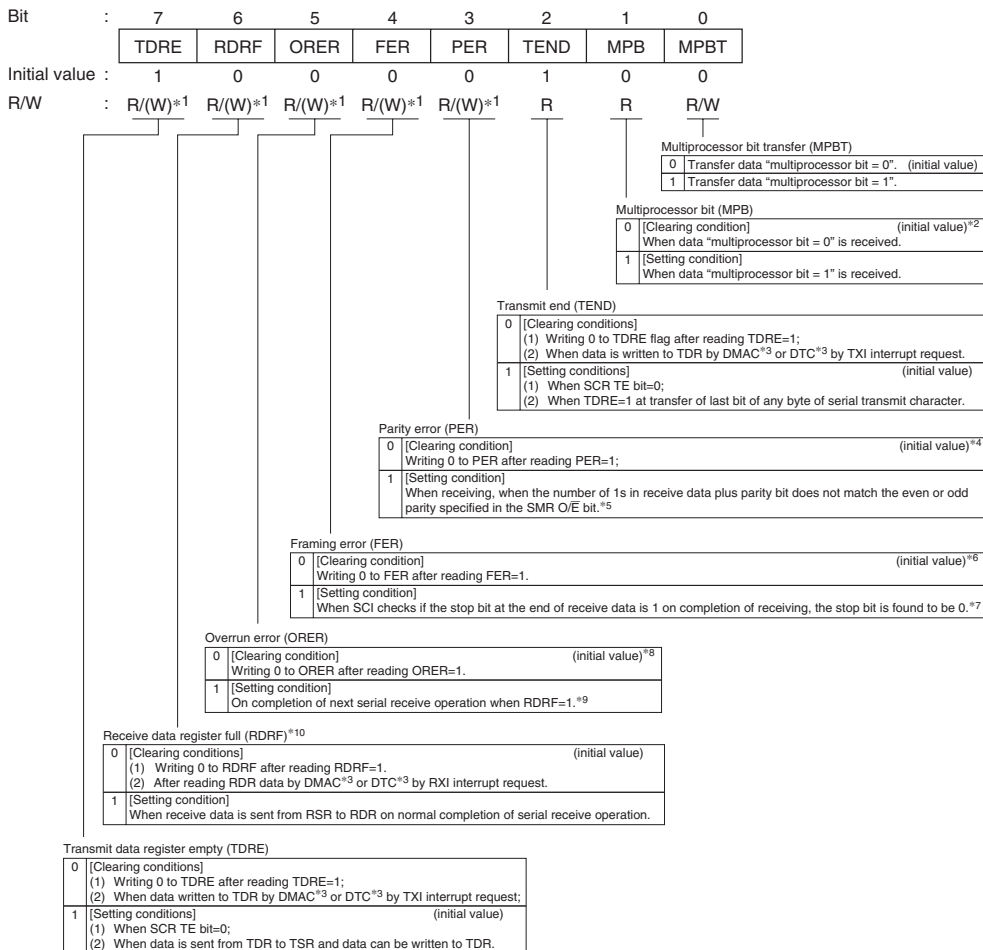 Bit : 7 6 5 4 3 2 1 0
TDRE RDRF ORER FER PER TEND MPB MPBT
Initial value : 1 0 0 0 0 1 0 0
R/W : R/(W)*1 R/(W)*1 R/(W)*1 R/(W)*1 R/(W)*1 R R R/W
Multiprocessor bit transfer (MPBT)
0 Transfer data “multiprocessor bit = 0”. (initial value)
1 Transfer data “multiprocessor bit = 1”.
Multiprocessor bit (MPB)
0 [Clearing condition] (initial value)*2
When data “multiprocessor bit = 0” is received.
1 [Setting condition]
When data “multiprocessor bit = 1” is received.
Transmit end (TEND)
0 [Clearing conditions]
(1) Writing 0 to TDRE flag after reading TDRE=1;
(2) When data is written to TDR by DMAC*3 or DTC*3 by TXI interrupt request.
1 [Setting conditions] (initial value)
(1) When SCR TE bit=0;
(2) When TDRE=1 at transfer of last bit of any byte of serial transmit character.
Parity error (PER)
0 [Clearing condition] (initial value)*4
Writing 0 to PER after reading PER=1;
1 [Setting condition]
When receiving, when the number of 1s in receive data plus parity bit does not match the even or odd
parity specified in the SMR O/E̅ bit.*5
Framing error (FER)
0 [Clearing condition] (initial value)*6
Writing 0 to FER after reading FER=1.
1 [Setting condition]
When SCI checks if the stop bit at the end of receive data is 1 on completion of receiving, the stop bit is found to be 0.*7
Overrun error (ORER)
0 [Clearing condition] (initial value)*8
Writing 0 to ORER after reading ORER=1.
1 [Setting condition]
On completion of next serial receive operation when RDRF=1.*9
Receive data register full (RDRF)*10
0 [Clearing conditions] (initial value)
(1) Writing 0 to RDRF after reading RDRF=1.
(2) After reading RDR data by DMAC*3 or DTC*3 by RXI interrupt request.
1 [Setting condition]
When receive data is sent from RSR to RDR on normal completion of serial receive operation.
Transmit data register empty (TDRE)
0 [Clearing conditions]
(1) Writing 0 to TDRE after reading TDRE=1;
(2) When data written to TDR by DMAC*3 or DTC*3 by TXI interrupt request;
1 [Setting conditions] (initial value)
(1) When SCR TE bit=0;
(2) When data is sent from TDR to TSR and data can be written to TDR.